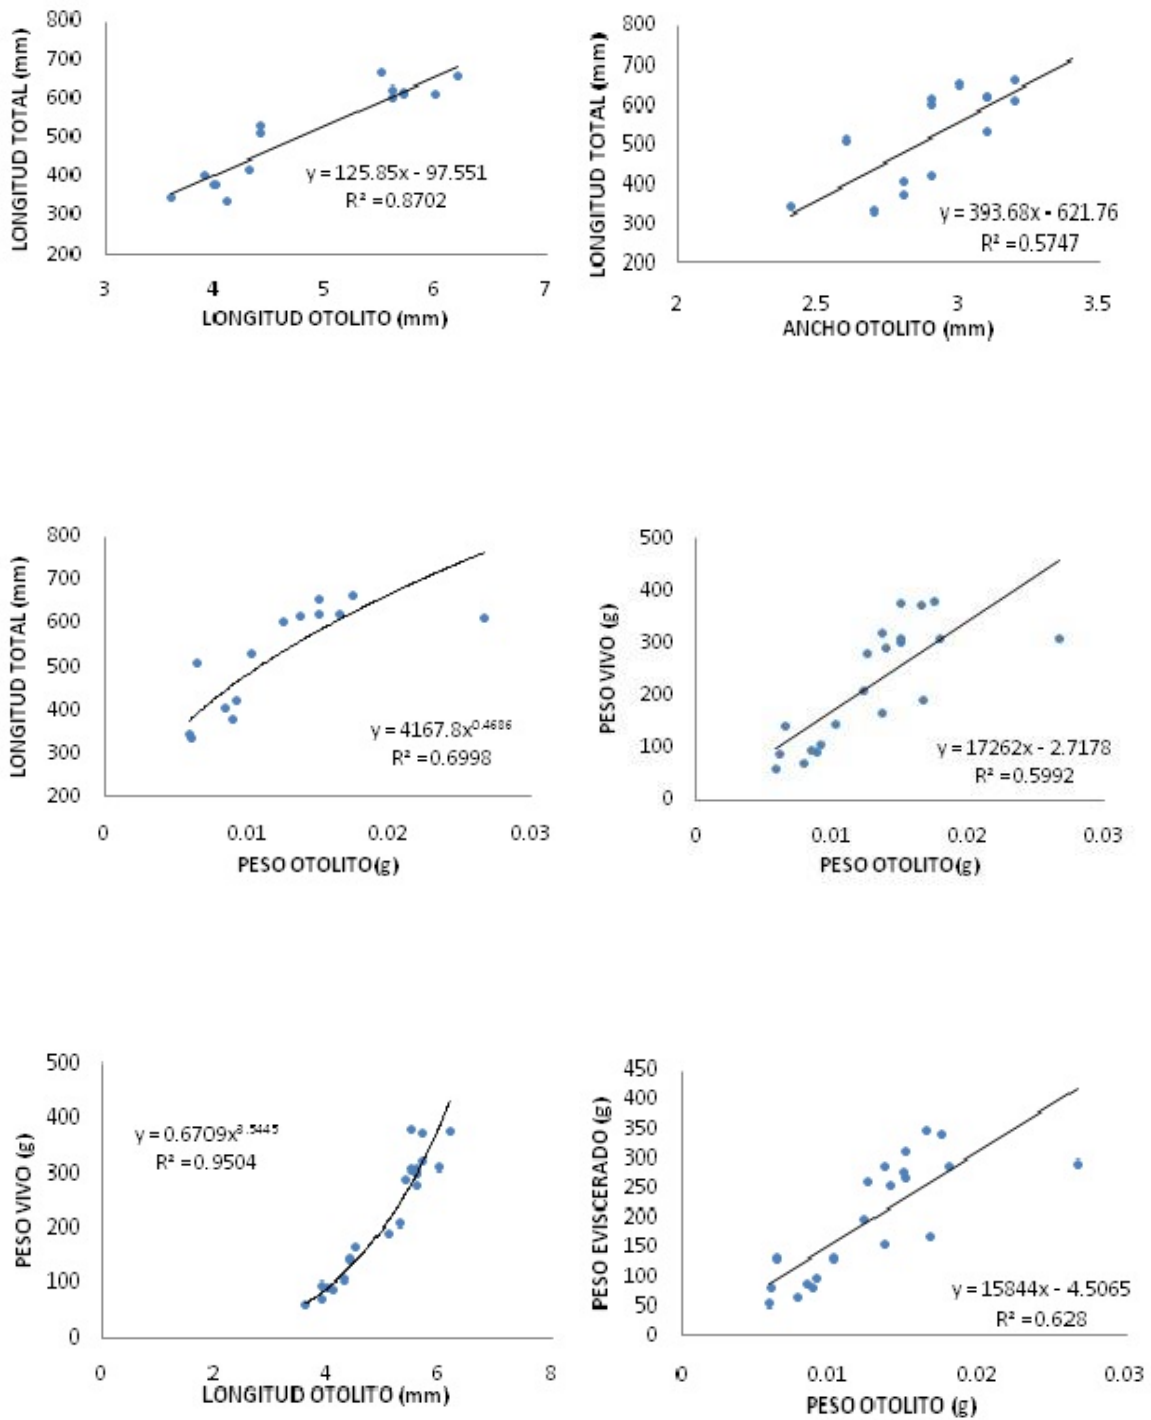 800
700
600
500
400
300
200
LONGITUD TOTAL (mm)
y = 125.85x - 97.551
R² = 0.8702
3 4 5 6 7
LONGITUD OTOLITO (mm)
800
700
600
500
400
300
200
LONGITUD TOTAL (mm)
y = 393.68x - 621.76
R² = 0.5747
2 2.5 3 3.5
ANCHO OTOLITO (mm)
800
700
600
500
400
300
200
LONGITUD TOTAL (mm)
y = 4167.8x^0.4686
R² = 0.6998
0 0.01 0.02 0.03
PESO OTOLITO(g)
500
400
300
200
100
0
PESO VIVO (g)
y = 17262x - 2.7178
R² = 0.5992
0 0.01 0.02 0.03
PESO OTOLITO(g)
500
400
300
200
100
0
PESO VIVO (g)
y = 0.6709x^3.5445
R² = 0.9504
0 2 4 6 8
LONGITUD OTOLITO (mm)
450
400
350
300
250
200
150
100
50
0
PESO EVISCERADO (g)
y = 15844x - 4.5065
R² = 0.628
0 0.01 0.02 0.03
PESO OTOLITO (g)